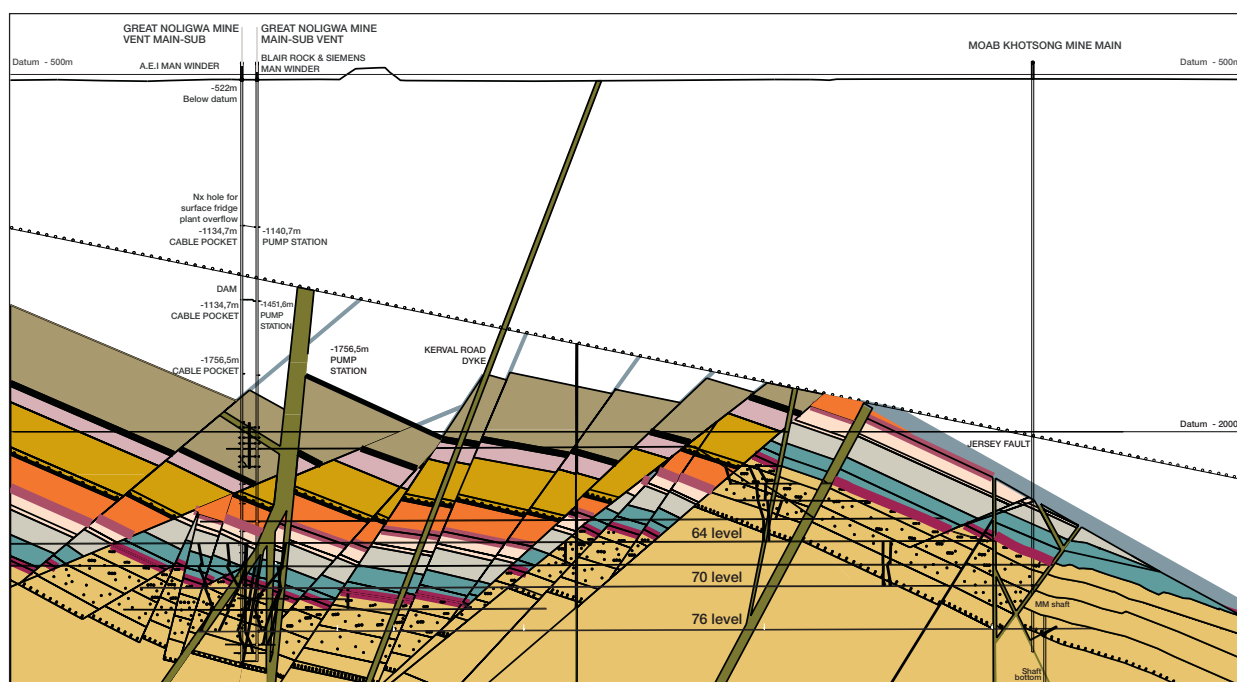 GREAT NOLIGWA MINE
VENT MAIN-SUB
GREAT NOLIGWA MINE
MAIN-SUB VENT
MOAB KHOTSONG MINE MAIN
Datum - 500m
A.E.I MAN WINDER
BLAIR ROCK & SIEMENS
MAN WINDER
Datum - 500m
-522m
Below datum
Nx hole for
surface fridge
plant overflow
-1134,7m
CABLE POCKET
-1140,7m
PUMP STATION
DAM
-1134,7m
CABLE POCKET
-1451,6m
PUMP
STATION
-1756,5m
CABLE POCKET
-1756,5m
PUMP
STATION
KERVAL ROAD
DYKE
Datum - 2000
JERSEY FAULT
64 level
70 level
76 level
MM shaft
Shaft
bottom